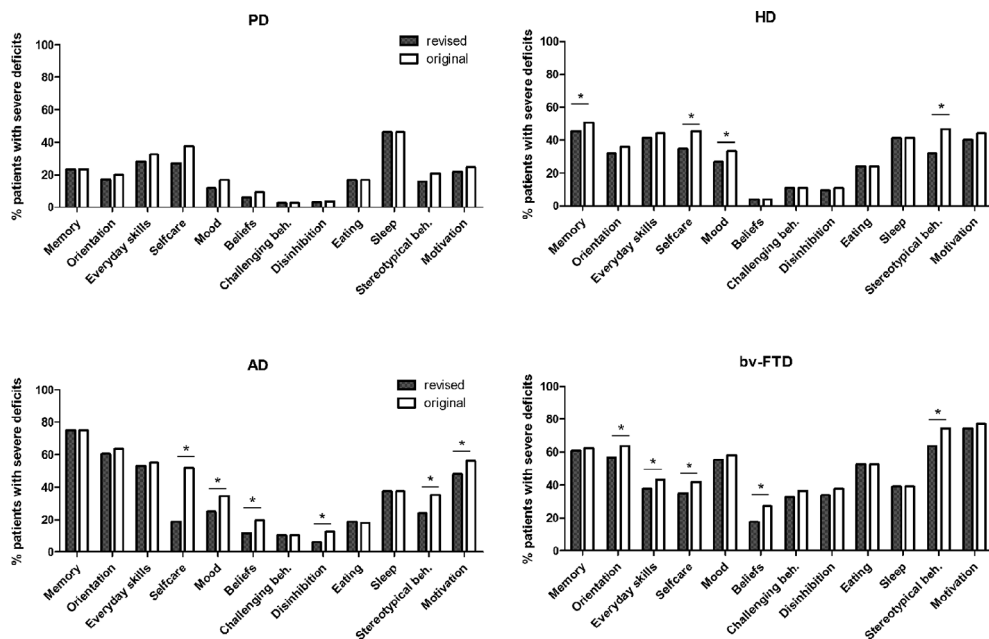 PD
% patients with severe deficits
100
80
60
40
20
0
revised
original
Memory
Orientation
Everyday skills
Selfcare
Mood
Beliefs
Challenging beh.
Disinhibition
Eating
Sleep
Stereotypical beh.
Motivation
HD
% patients with severe deficits
100
80
60
40
20
0
*
*
*
*
Memory
Orientation
Everyday skills
Selfcare
Mood
Beliefs
Challenging beh.
Disinhibition
Eating
Sleep
Stereotypical beh.
Motivation
AD
% patients with severe deficits
100
80
60
40
20
0
revised
original
*
*
*
*
*
*
Memory
Orientation
Everyday skills
Selfcare
Mood
Beliefs
Challenging beh.
Disinhibition
Eating
Sleep
Stereotypical beh.
Motivation
bv-FTD
% patients with severe deficits
100
80
60
40
20
0
*
*
*
*
*
Memory
Orientation
Everyday skills
Selfcare
Mood
Beliefs
Challenging beh.
Disinhibition
Eating
Sleep
Stereotypical beh.
Motivation